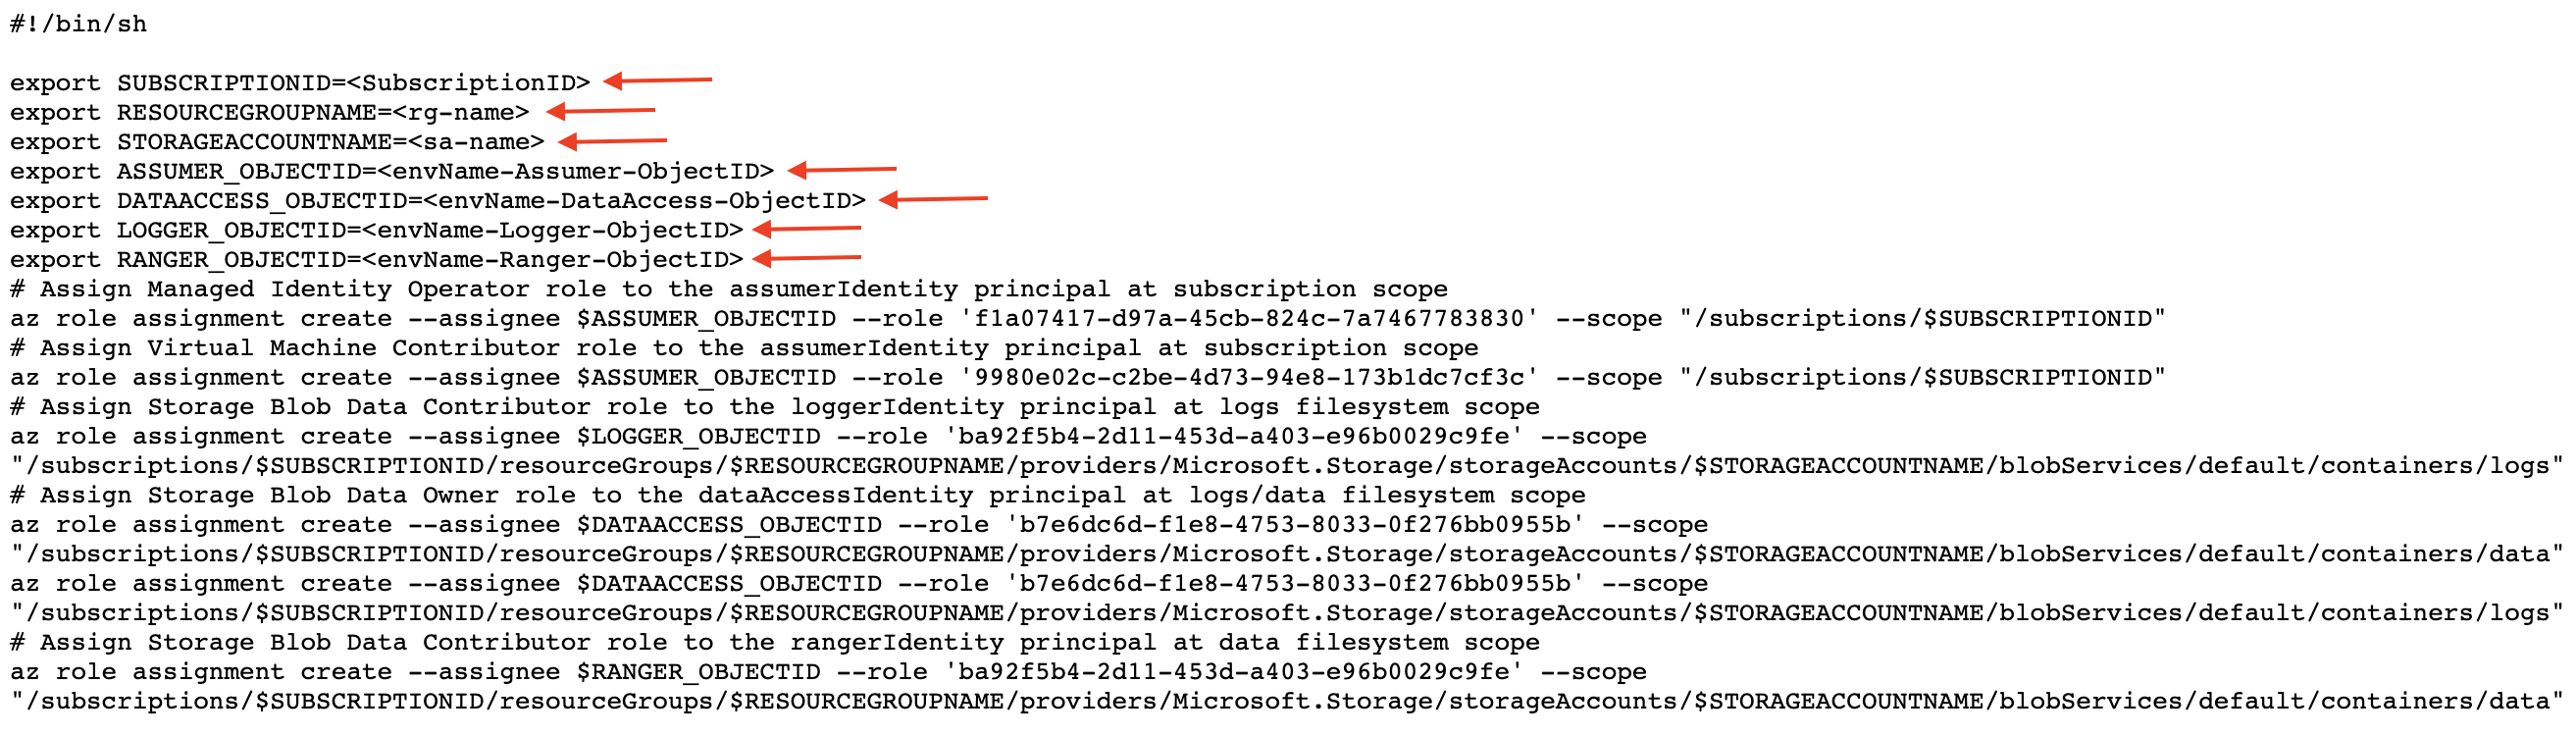 #!/bin/sh
export SUBSCRIPTIONID=<SubscriptionID>
export RESOURCEGROUPNAME=<rg-name>
export STORAGEACCOUNTNAME=<sa-name>
export ASSUMER_OBJECTID=<envName-Assumer-ObjectID>
export DATAACCESS_OBJECTID=<envName-DataAccess-ObjectID>
export LOGGER_OBJECTID=<envName-Logger-ObjectID>
export RANGER_OBJECTID=<envName-Ranger-ObjectID>
# Assign Managed Identity Operator role to the assumerIdentity principal at subscription scope
az role assignment create --assignee $ASSUMER_OBJECTID --role 'f1a07417-d97a-45cb-824c-7a7467783830' --scope "/subscriptions/$SUBSCRIPTIONID"
# Assign Virtual Machine Contributor role to the assumerIdentity principal at subscription scope
az role assignment create --assignee $ASSUMER_OBJECTID --role '9980e02c-c2be-4d73-94e8-173b1dc7cf3c' --scope "/subscriptions/$SUBSCRIPTIONID"
# Assign Storage Blob Data Contributor role to the loggerIdentity principal at logs filesystem scope
az role assignment create --assignee $LOGGER_OBJECTID --role 'ba92f5b4-2d11-453d-a403-e96b0029c9fe' --scope
"/subscriptions/$SUBSCRIPTIONID/resourceGroups/$RESOURCEGROUPNAME/providers/Microsoft.Storage/storageAccounts/$STORAGEACCOUNTNAME/blobServices/default/containers/logs"
# Assign Storage Blob Data Owner role to the dataAccessIdentity principal at logs/data filesystem scope
az role assignment create --assignee $DATAACCESS_OBJECTID --role 'b7e6dc6d-f1e8-4753-8033-0f276bb0955b' --scope
"/subscriptions/$SUBSCRIPTIONID/resourceGroups/$RESOURCEGROUPNAME/providers/Microsoft.Storage/storageAccounts/$STORAGEACCOUNTNAME/blobServices/default/containers/data"
az role assignment create --assignee $DATAACCESS_OBJECTID --role 'b7e6dc6d-f1e8-4753-8033-0f276bb0955b' --scope
"/subscriptions/$SUBSCRIPTIONID/resourceGroups/$RESOURCEGROUPNAME/providers/Microsoft.Storage/storageAccounts/$STORAGEACCOUNTNAME/blobServices/default/containers/logs"
# Assign Storage Blob Data Contributor role to the rangerIdentity principal at data filesystem scope
az role assignment create --assignee $RANGER_OBJECTID --role 'ba92f5b4-2d11-453d-a403-e96b0029c9fe' --scope
"/subscriptions/$SUBSCRIPTIONID/resourceGroups/$RESOURCEGROUPNAME/providers/Microsoft.Storage/storageAccounts/$STORAGEACCOUNTNAME/blobServices/default/containers/data"